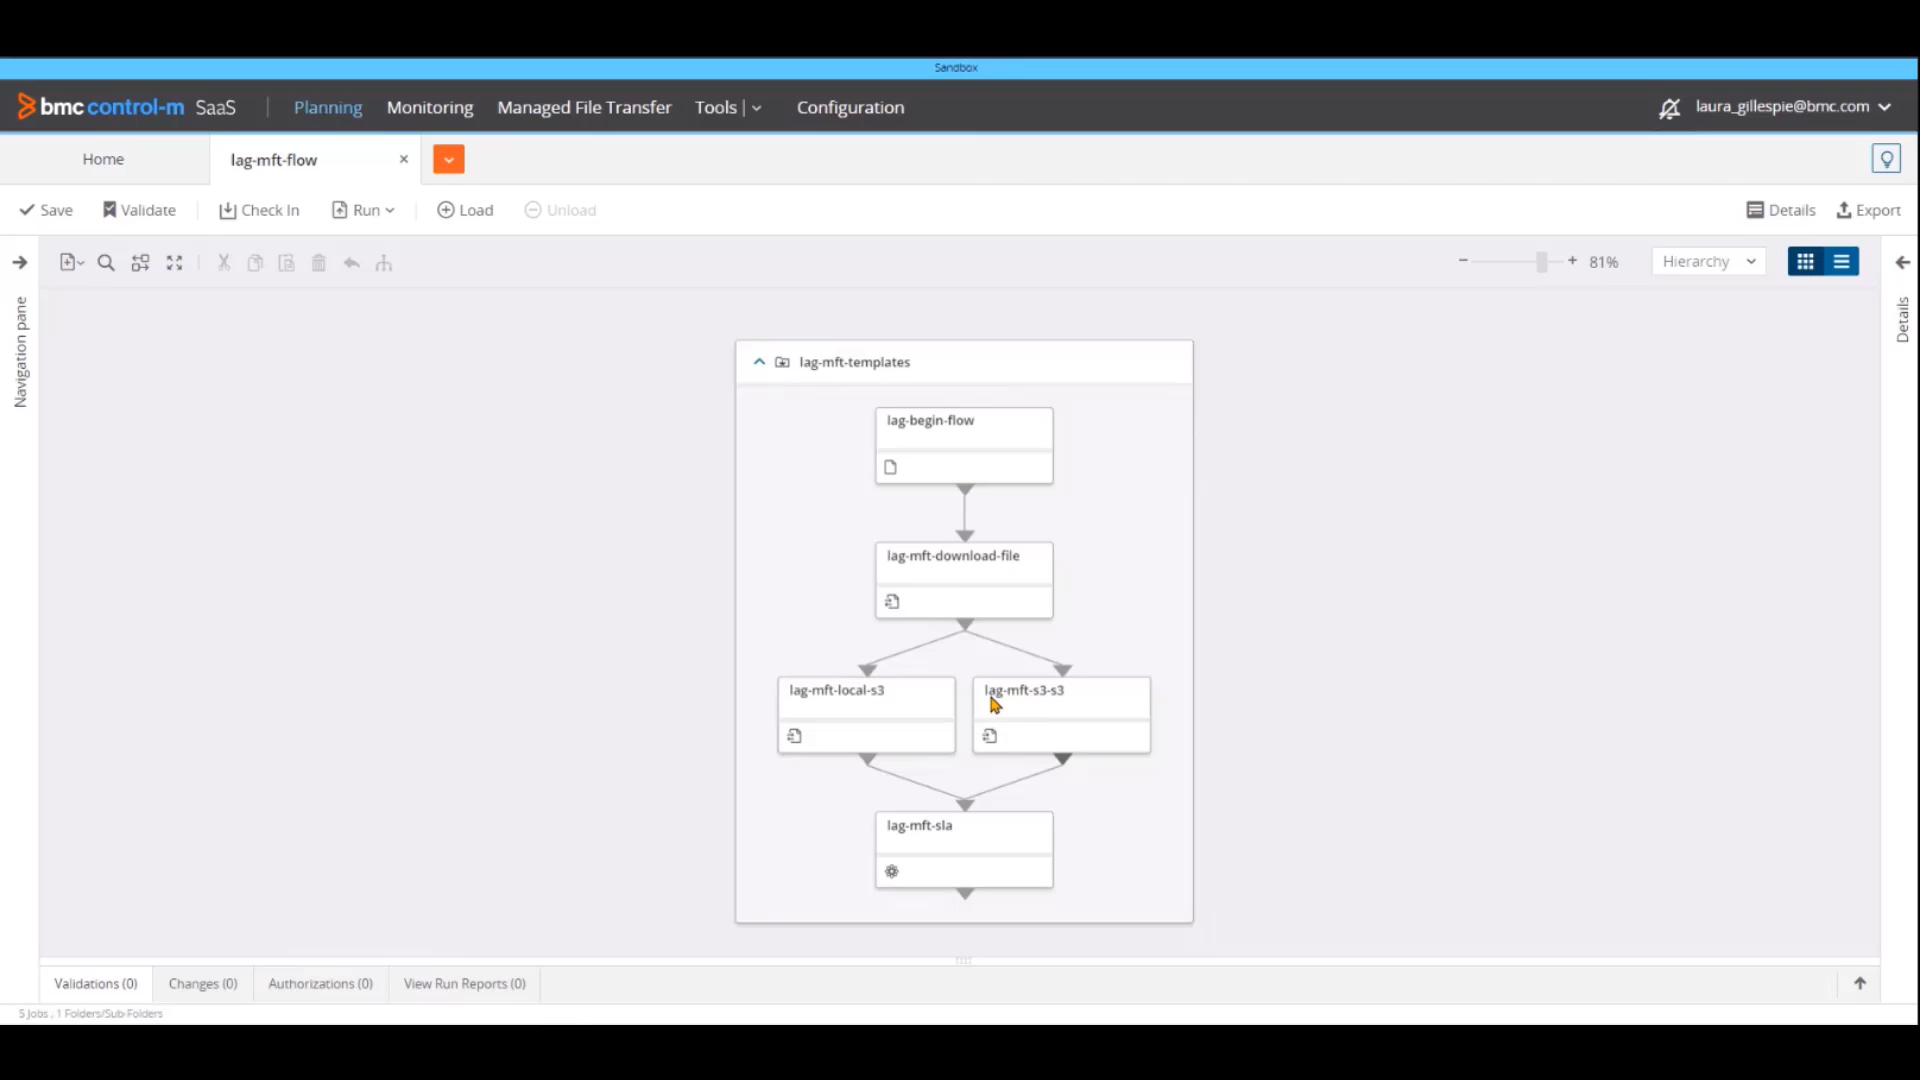 Sandbox
bmc control-m SaaS Planning Monitoring Managed File Transfer Tools Configuration laura_gillespie@bmc.com
Home lag-mft-flow
Save Validate Check In Run Load Unload Details Export
81% Hierarchy
Navigation pane
Details
lag-mft-templates
lag-begin-flow
lag-mft-download-file
lag-mft-local-s3 lag-mft-s3-s3
lag-mft-sla
Validations (0) Changes (0) Authorizations (0) View Run Reports (0)
5 Jobs , 1 Folders/Sub-Folders